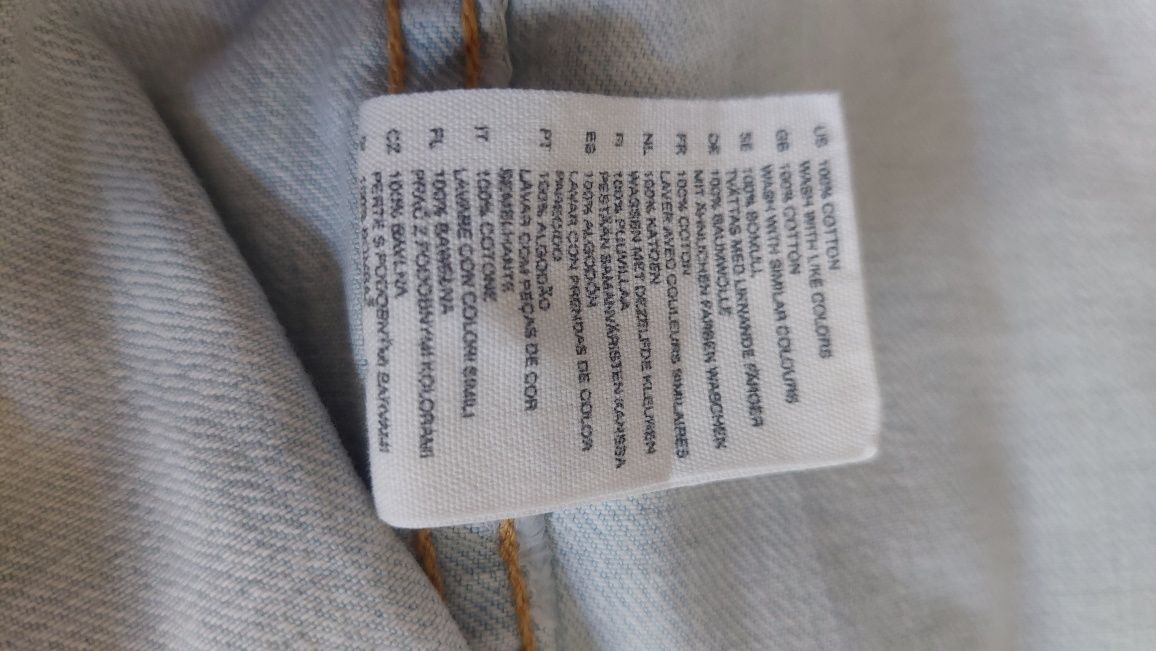 US 100% COTTON
WASH WITH LIKE COLORS
GB 100% COTTON
WASH WITH SIMILAR COLOURS
SE 100% BOMULL
TVÄTTAS MED LIKNANDE FÄRGER
DE 100% BAUMWOLLE
MIT ÄHNLICHEN FARBEN WASCHEN
FR 100% COTON
LAVER AVEC COULEURS SIMILAIRES
NL 100% KATOEN
WASSEN MET DEZELFDE KLEUREN
FI 100% PUUVILLAA
PESTÄÄN SAMANVÄRISTEN KANSSA
ES 100% ALGODÓN
LAVAR CON PRENDAS DE COLOR
PARECIDO
PT 100% ALGODÃO
LAVAR COM PEÇAS DE COR
SEMELHANTE
IT 100% COTONE
LAVARE CON COLORI SIMILI
PL 100% BAWEŁNA
PRAĆ Z PODOBNYMI KOLORAMI
CZ 100% BAVLNA
PERTE S PODOBNÝMI BARVAMI